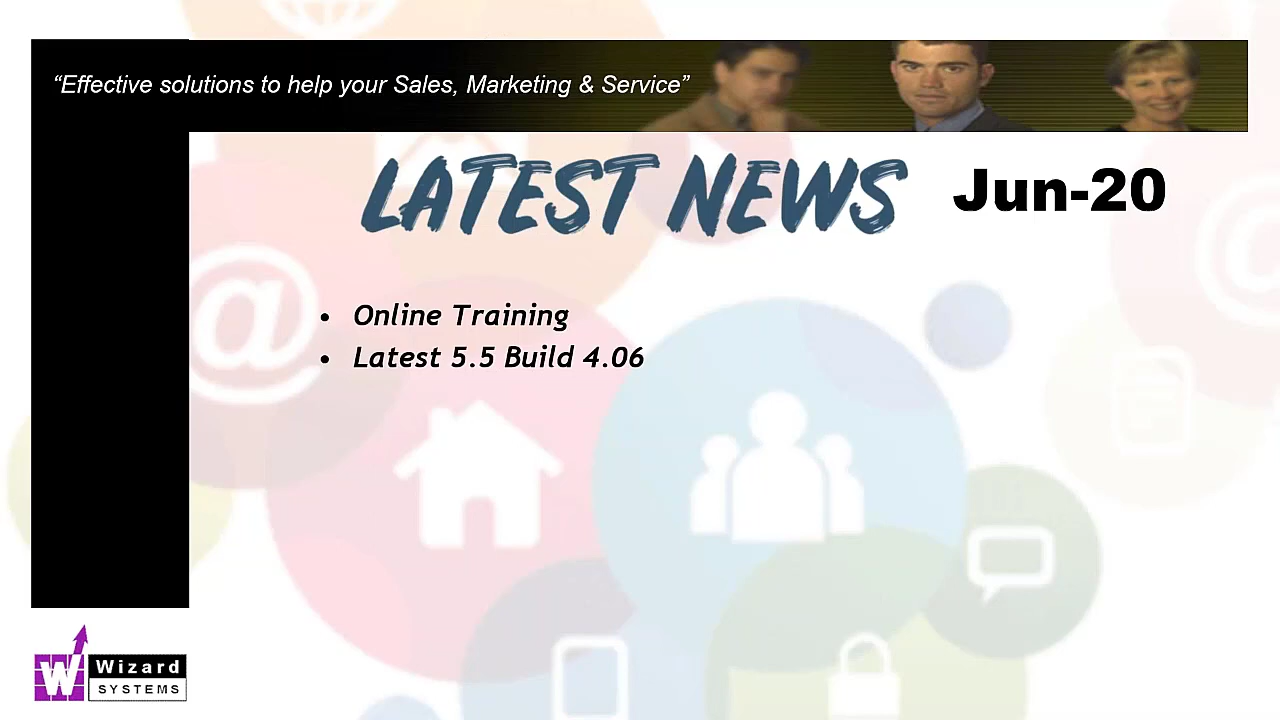 “Effective solutions to help your Sales, Marketing & Service”
LATEST NEWS Jun-20
• Online Training
• Latest 5.5 Build 4.06
W Wizard
SYSTEMS